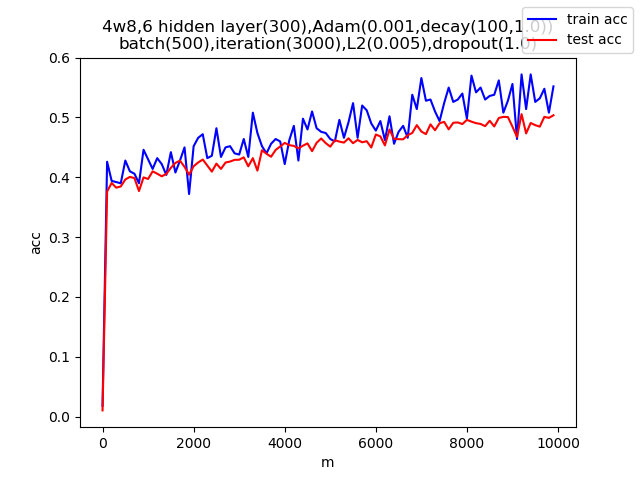 4w8,6 hidden layer(300),Adam(0.001,decay(100,1.0))
batch(500),iteration(3000),L2(0.005),dropout(1.0)
train acc
test acc
0.6
0.5
0.4
0.3
0.2
0.1
0.0
acc
0 2000 4000 6000 8000 10000
m